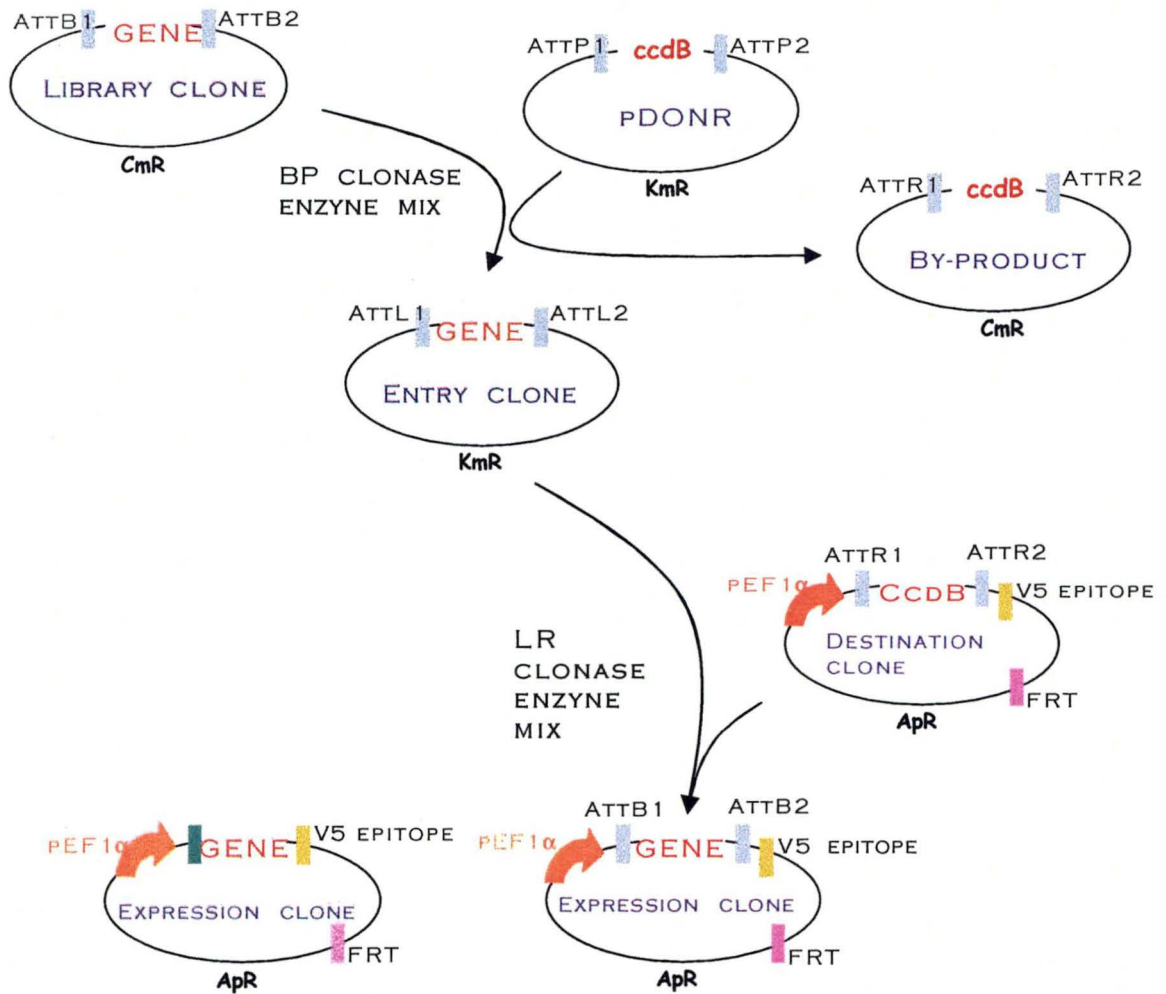 AttB1
GENE
AttB2
Library clone
CmR
AttP1
ccdB
AttP2
pDONR
KmR
BP clonase
enzyne mix
AttR1
ccdB
AttR2
By-product
CmR
AttL1
GENE
AttL2
Entry clone
KmR
AttR1
AttR2
pEF1α
CcdB
V5 epitope
Destination
clone
FRT
ApR
LR
clonase
enzyne
mix
pEF1α
GENE
V5 epitope
Expression clone
FRT
ApR
AttB1
AttB2
pEF1α
GENE
V5 epitope
Expression clone
FRT
ApR